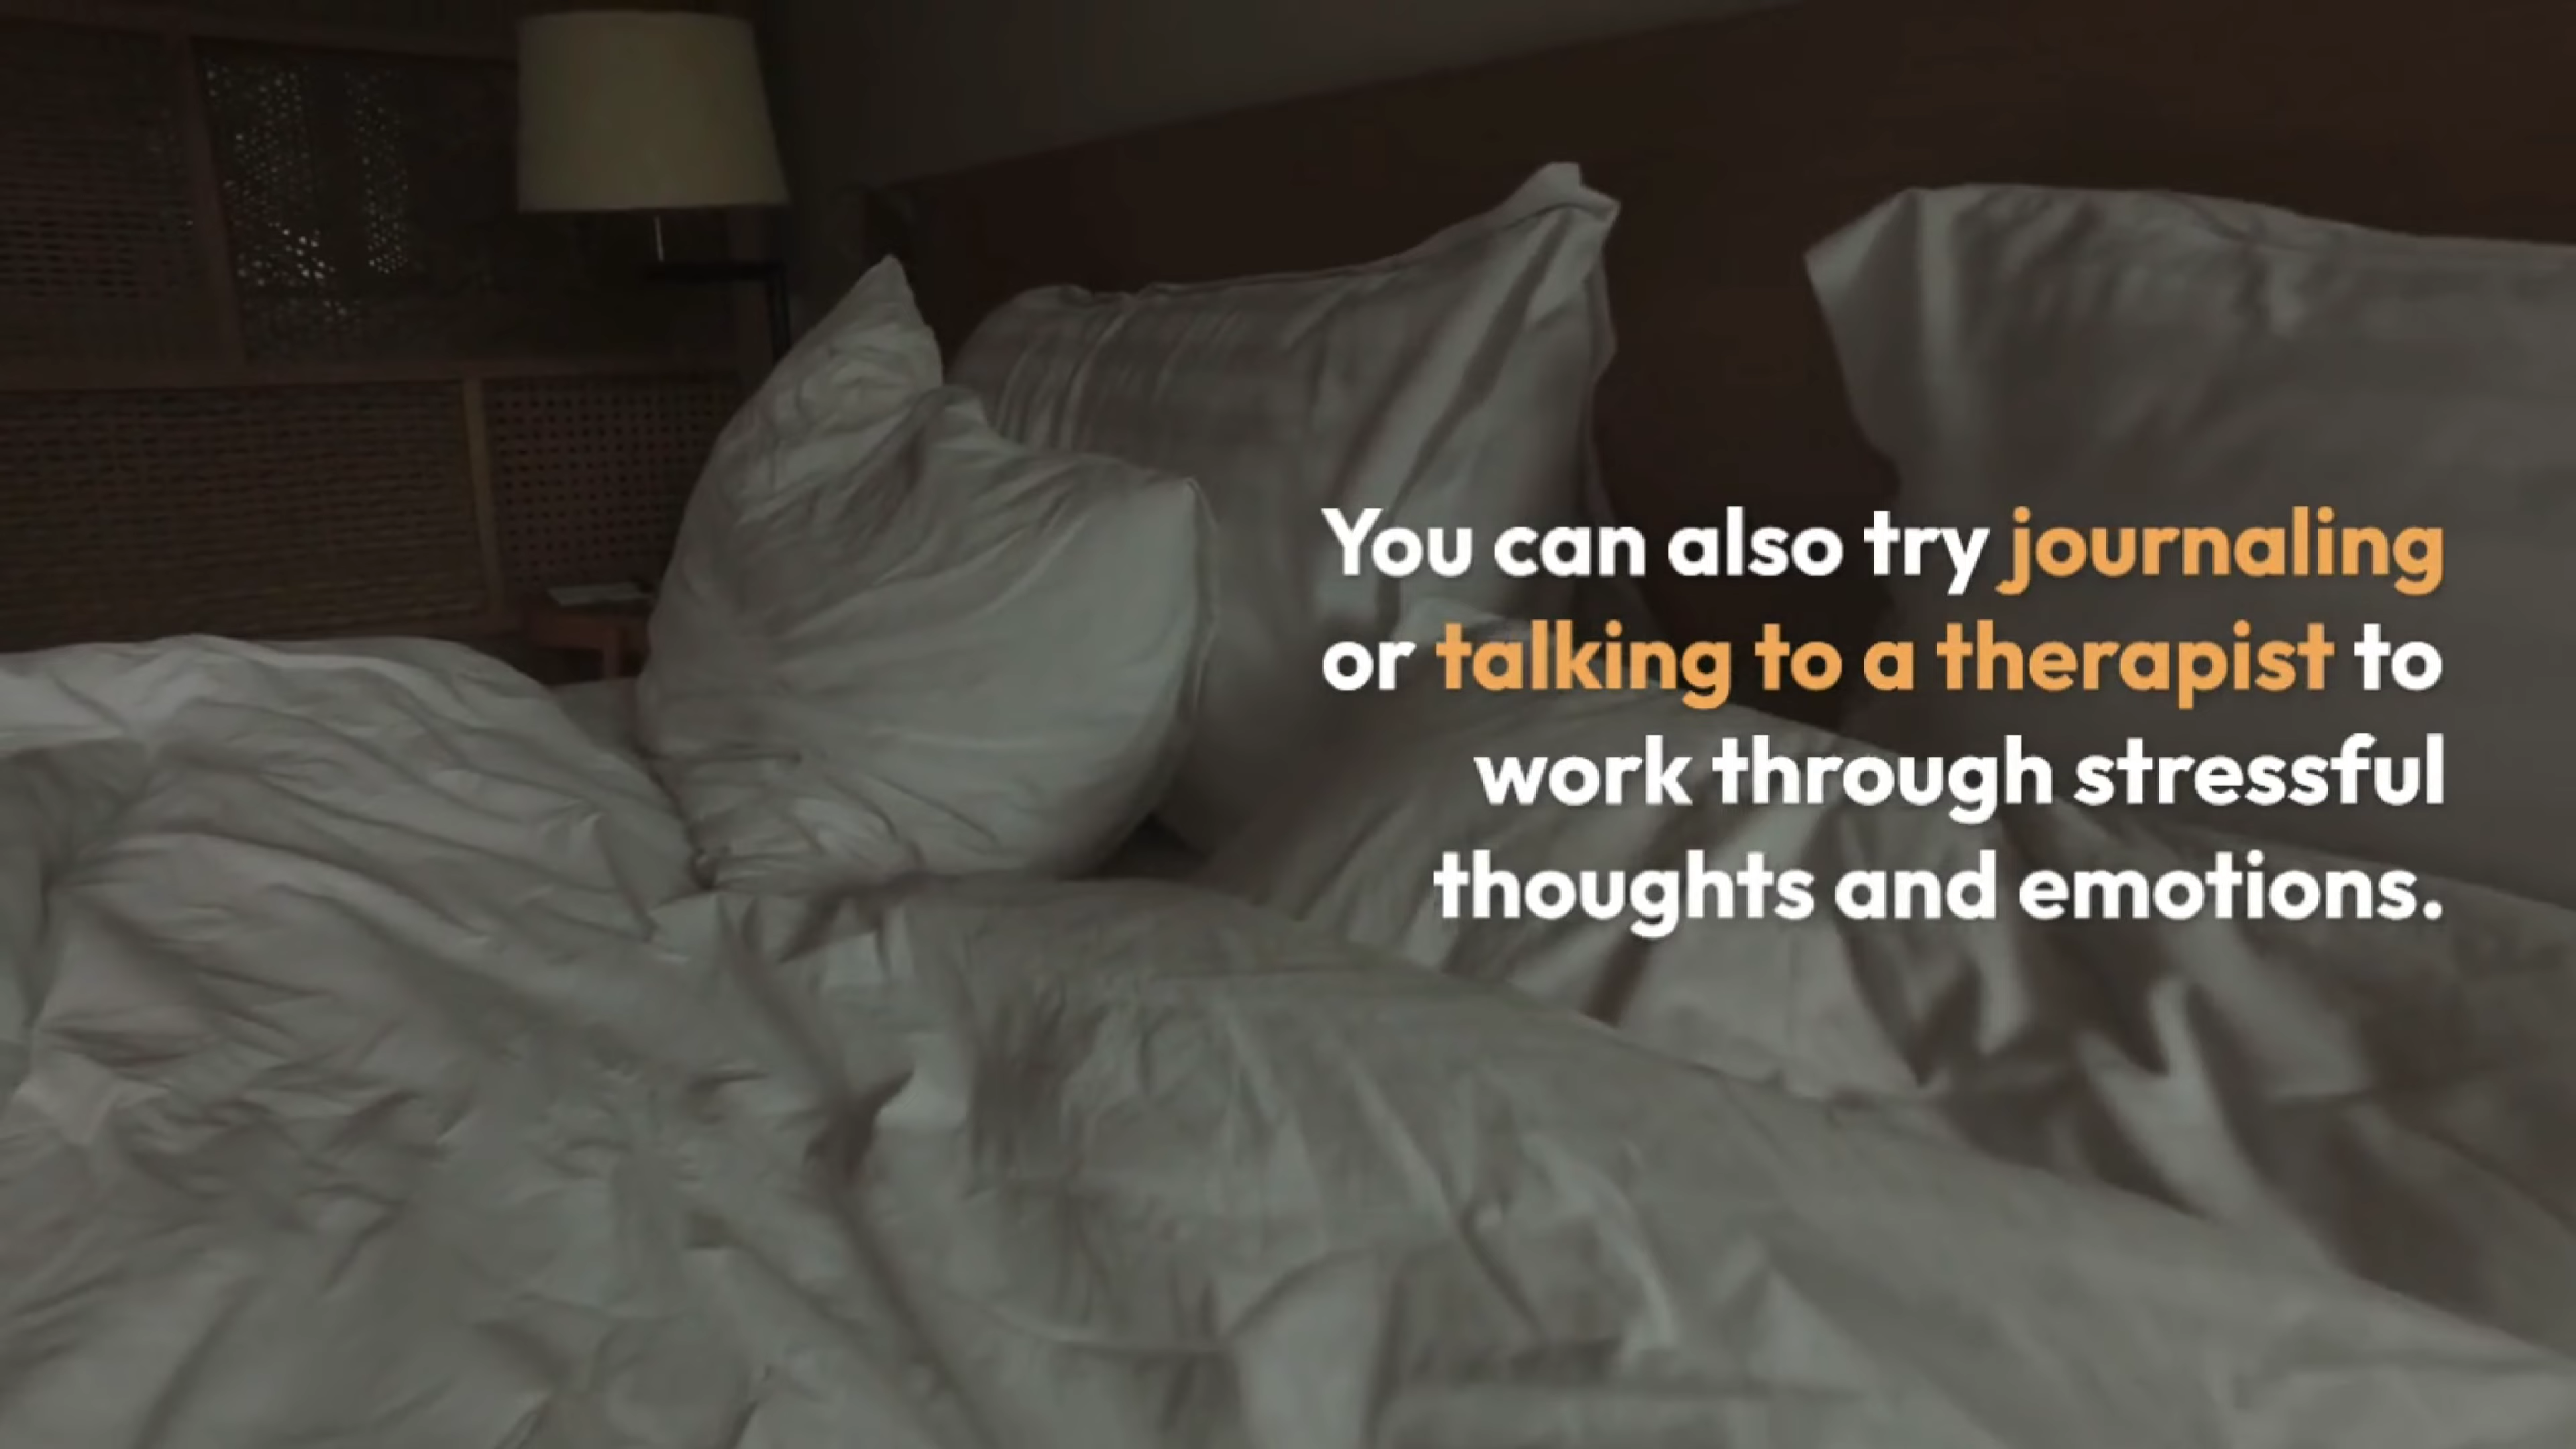 You can also try journaling
or talking to a therapist to
work through stressful
thoughts and emotions.